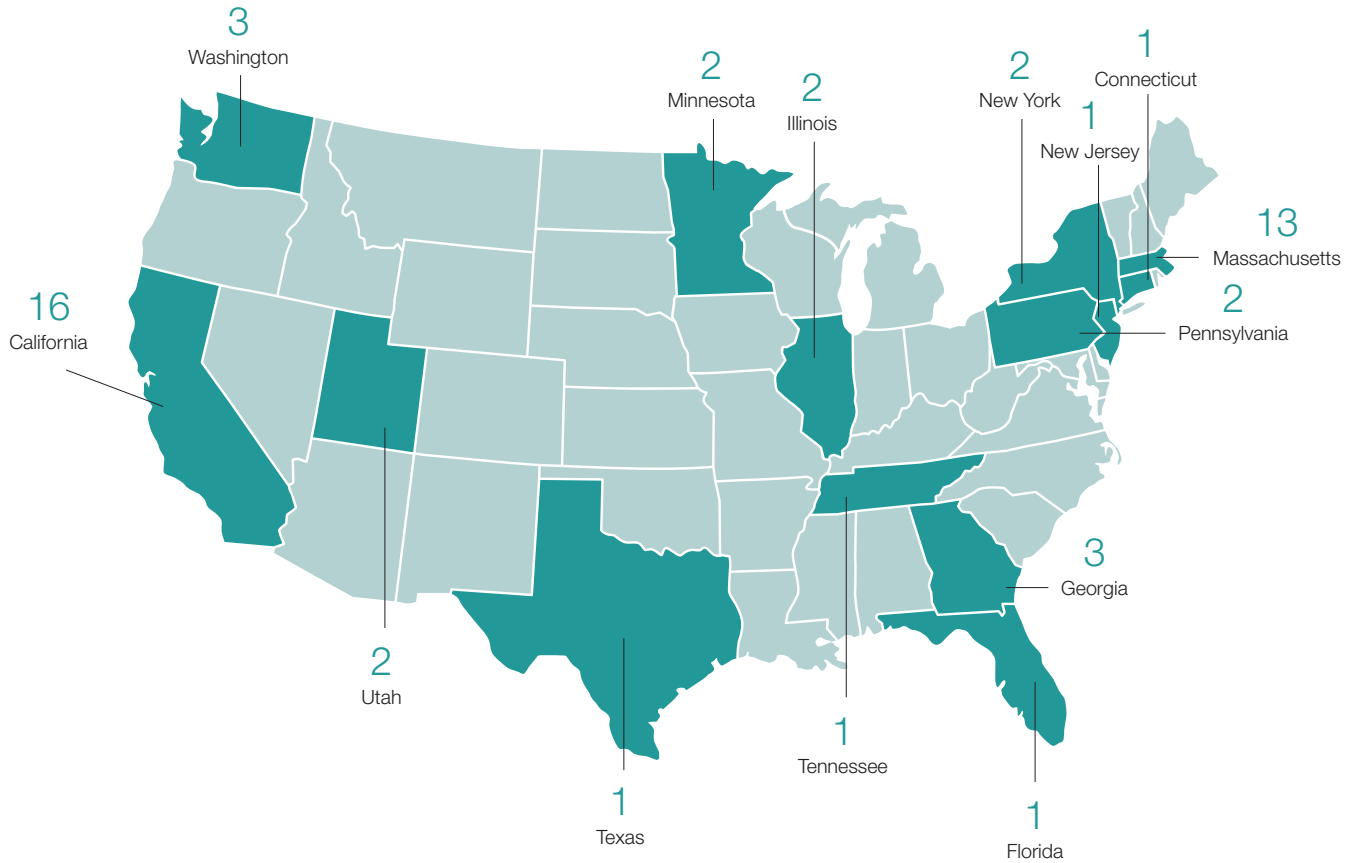 3
Washington
2
Minnesota
2
Illinois
2
New York
1
Connecticut
1
New Jersey
13
Massachusetts
2
Pennsylvania
16
California
3
Georgia
2
Utah
1
Tennessee
1
Texas
1
Florida